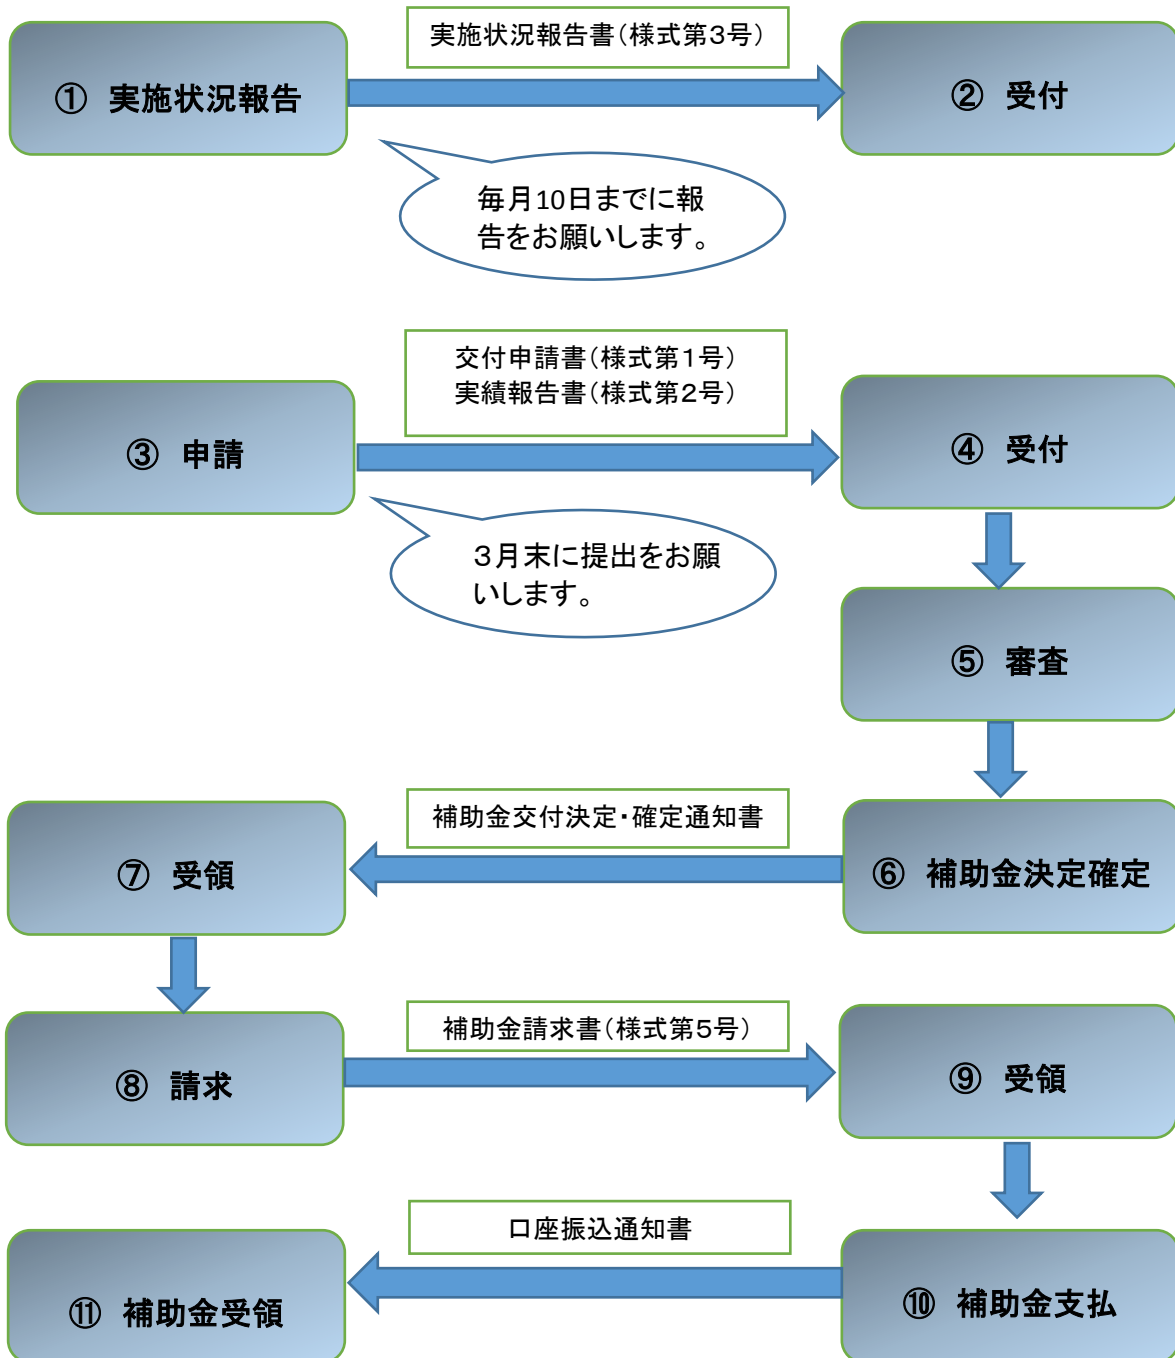 実施状況報告書(様式第3号)
① 実施状況報告
② 受付
毎月10日までに報
告をお願いします。
交付申請書(様式第1号)
実績報告書(様式第2号)
③ 申請
④ 受付
3月末に提出をお願
いします。
⑤ 審査
補助金交付決定・確定通知書
⑦ 受領
⑥ 補助金決定確定
補助金請求書(様式第5号)
⑧ 請求
⑨ 受領
口座振込通知書
⑪ 補助金受領
⑩ 補助金支払